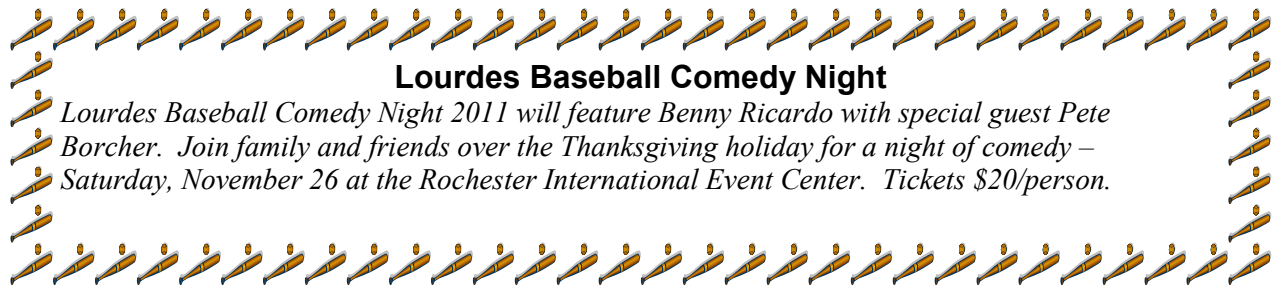 Lourdes Baseball Comedy Night
Lourdes Baseball Comedy Night 2011 will feature Benny Ricardo with special guest Pete
Borcher.  Join family and friends over the Thanksgiving holiday for a night of comedy –
Saturday, November 26 at the Rochester International Event Center.  Tickets $20/person.